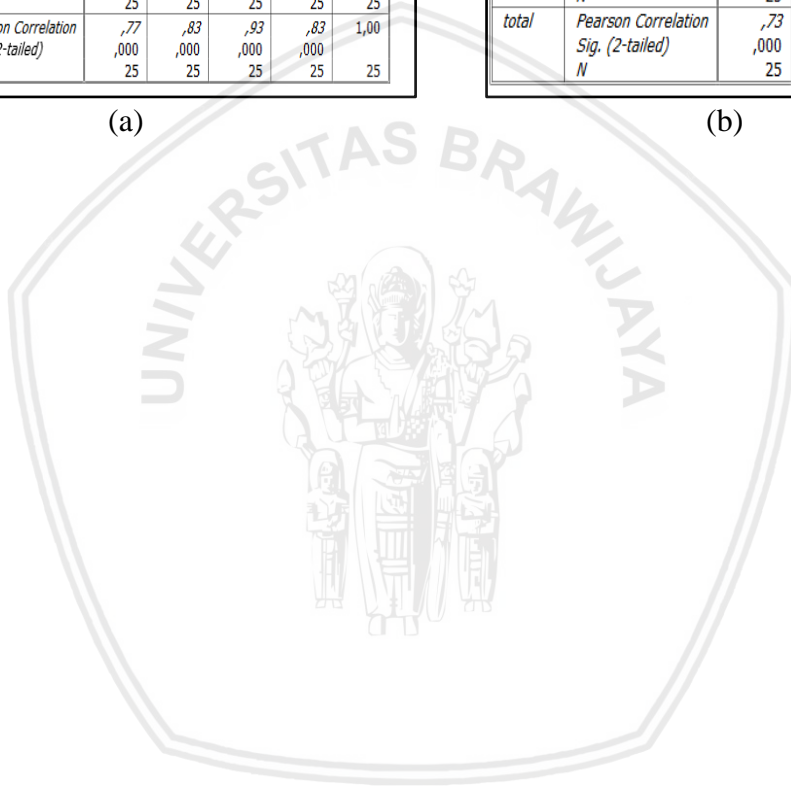 25 25 25 25 25
on Correlation ,77 ,83 ,93 ,83 1,00
-tailed) ,000 ,000 ,000 ,000
25 25 25 25 25
(a)
total Pearson Correlation ,73
Sig. (2-tailed) ,000
N 25
(b)
UNIVERSITAS BRAWIJAYA